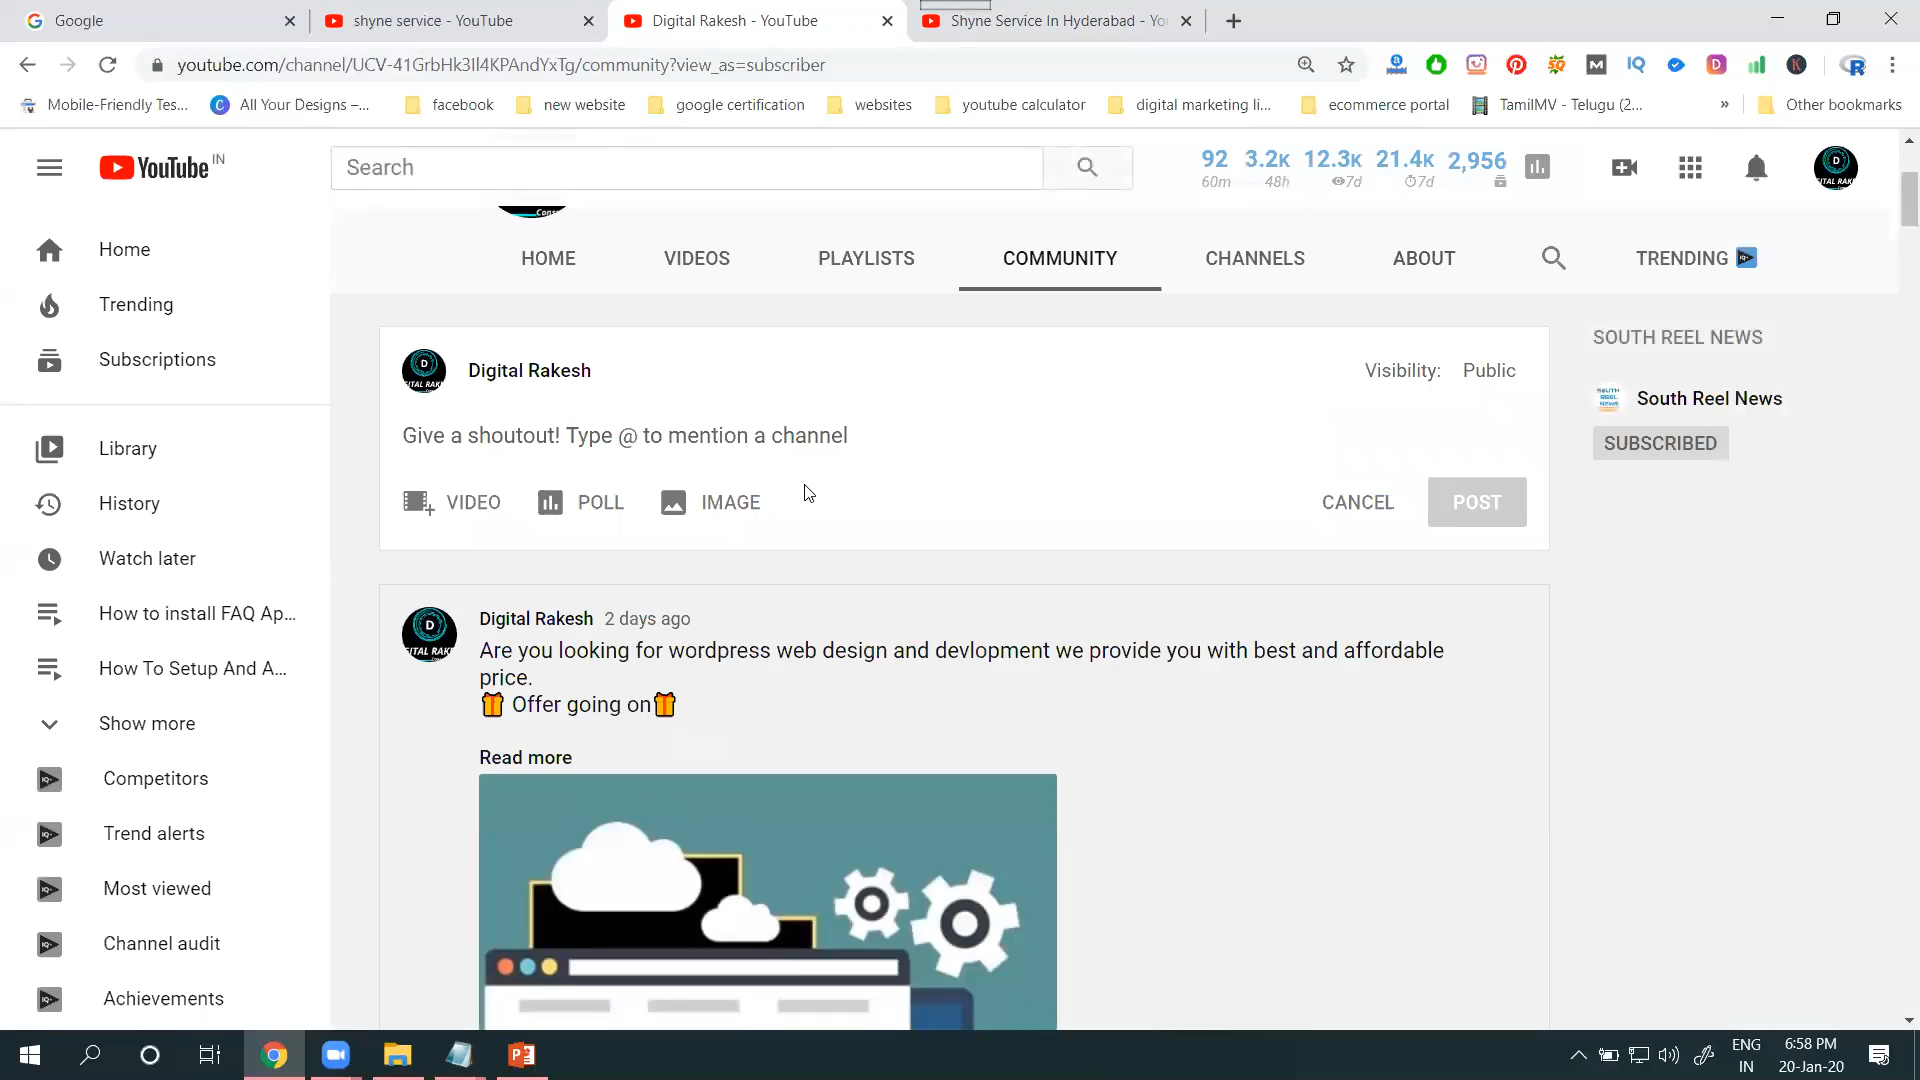 Google
shyne service - YouTube
Digital Rakesh - YouTube
Shyne Service In Hyderabad - Yo
youtube.com/channel/UCV-41GrbHk3Il4KPAndYxTg/community?view_as=subscriber
Mobile-Friendly Tes...
All Your Designs –...
facebook
new website
google certification
websites
youtube calculator
digital marketing li...
ecommerce portal
TamilMV - Telugu (2...
»
Other bookmarks
YouTube IN
Search
92 3.2K 12.3K 21.4K 2,956
60m 48h 7d 7d
Home
Trending
Subscriptions
Library
History
Watch later
How to install FAQ Ap...
How To Setup And A...
Show more
Competitors
Trend alerts
Most viewed
Channel audit
Achievements
HOME VIDEOS PLAYLISTS COMMUNITY CHANNELS ABOUT TRENDING
Digital Rakesh
Visibility: Public
Give a shoutout! Type @ to mention a channel
VIDEO POLL IMAGE
CANCEL POST
SOUTH REEL NEWS
South Reel News
SUBSCRIBED
Digital Rakesh 2 days ago
Are you looking for wordpress web design and devlopment we provide you with best and affordable
price.
🎁 Offer going on🎁
Read more
ENG
IN
6:58 PM
20-Jan-20